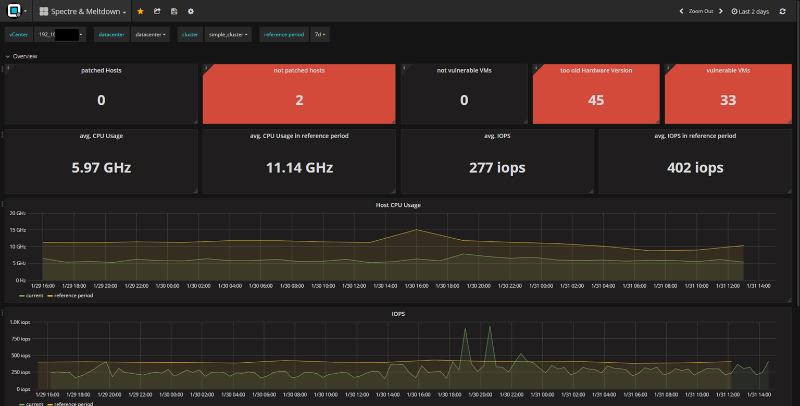 Spectre & Meltdown Zoom Out Last 2 days
vCenter 192_1 datacenter datacenter cluster simple_cluster reference period 7d
Overview
patched Hosts not patched hosts not vulnerable VMs too old Hardware Version vulnerable VMs
0 2 0 45 33
avg. CPU Usage avg. CPU Usage in reference period avg. IOPS avg. IOPS in reference period
5.97 GHz 11.14 GHz 277 iops 402 iops
Host CPU Usage
20 GHz
15 GHz
10 GHz
5 GHz
0 Hz
1/29 16:00 1/29 18:00 1/29 20:00 1/29 22:00 1/30 00:00 1/30 02:00 1/30 04:00 1/30 06:00 1/30 08:00 1/30 10:00 1/30 12:00 1/30 14:00 1/30 16:00 1/30 18:00 1/30 20:00 1/30 22:00 1/31 00:00 1/31 02:00 1/31 04:00 1/31 06:00 1/31 08:00 1/31 10:00 1/31 12:00 1/31 14:00
current reference period
IOPS
1.0K iops
750 iops
500 iops
250 iops
0 iops
1/29 16:00 1/29 18:00 1/29 20:00 1/29 22:00 1/30 00:00 1/30 02:00 1/30 04:00 1/30 06:00 1/30 08:00 1/30 10:00 1/30 12:00 1/30 14:00 1/30 16:00 1/30 18:00 1/30 20:00 1/30 22:00 1/31 00:00 1/31 02:00 1/31 04:00 1/31 06:00 1/31 08:00 1/31 10:00 1/31 12:00 1/31 14:00
current reference period